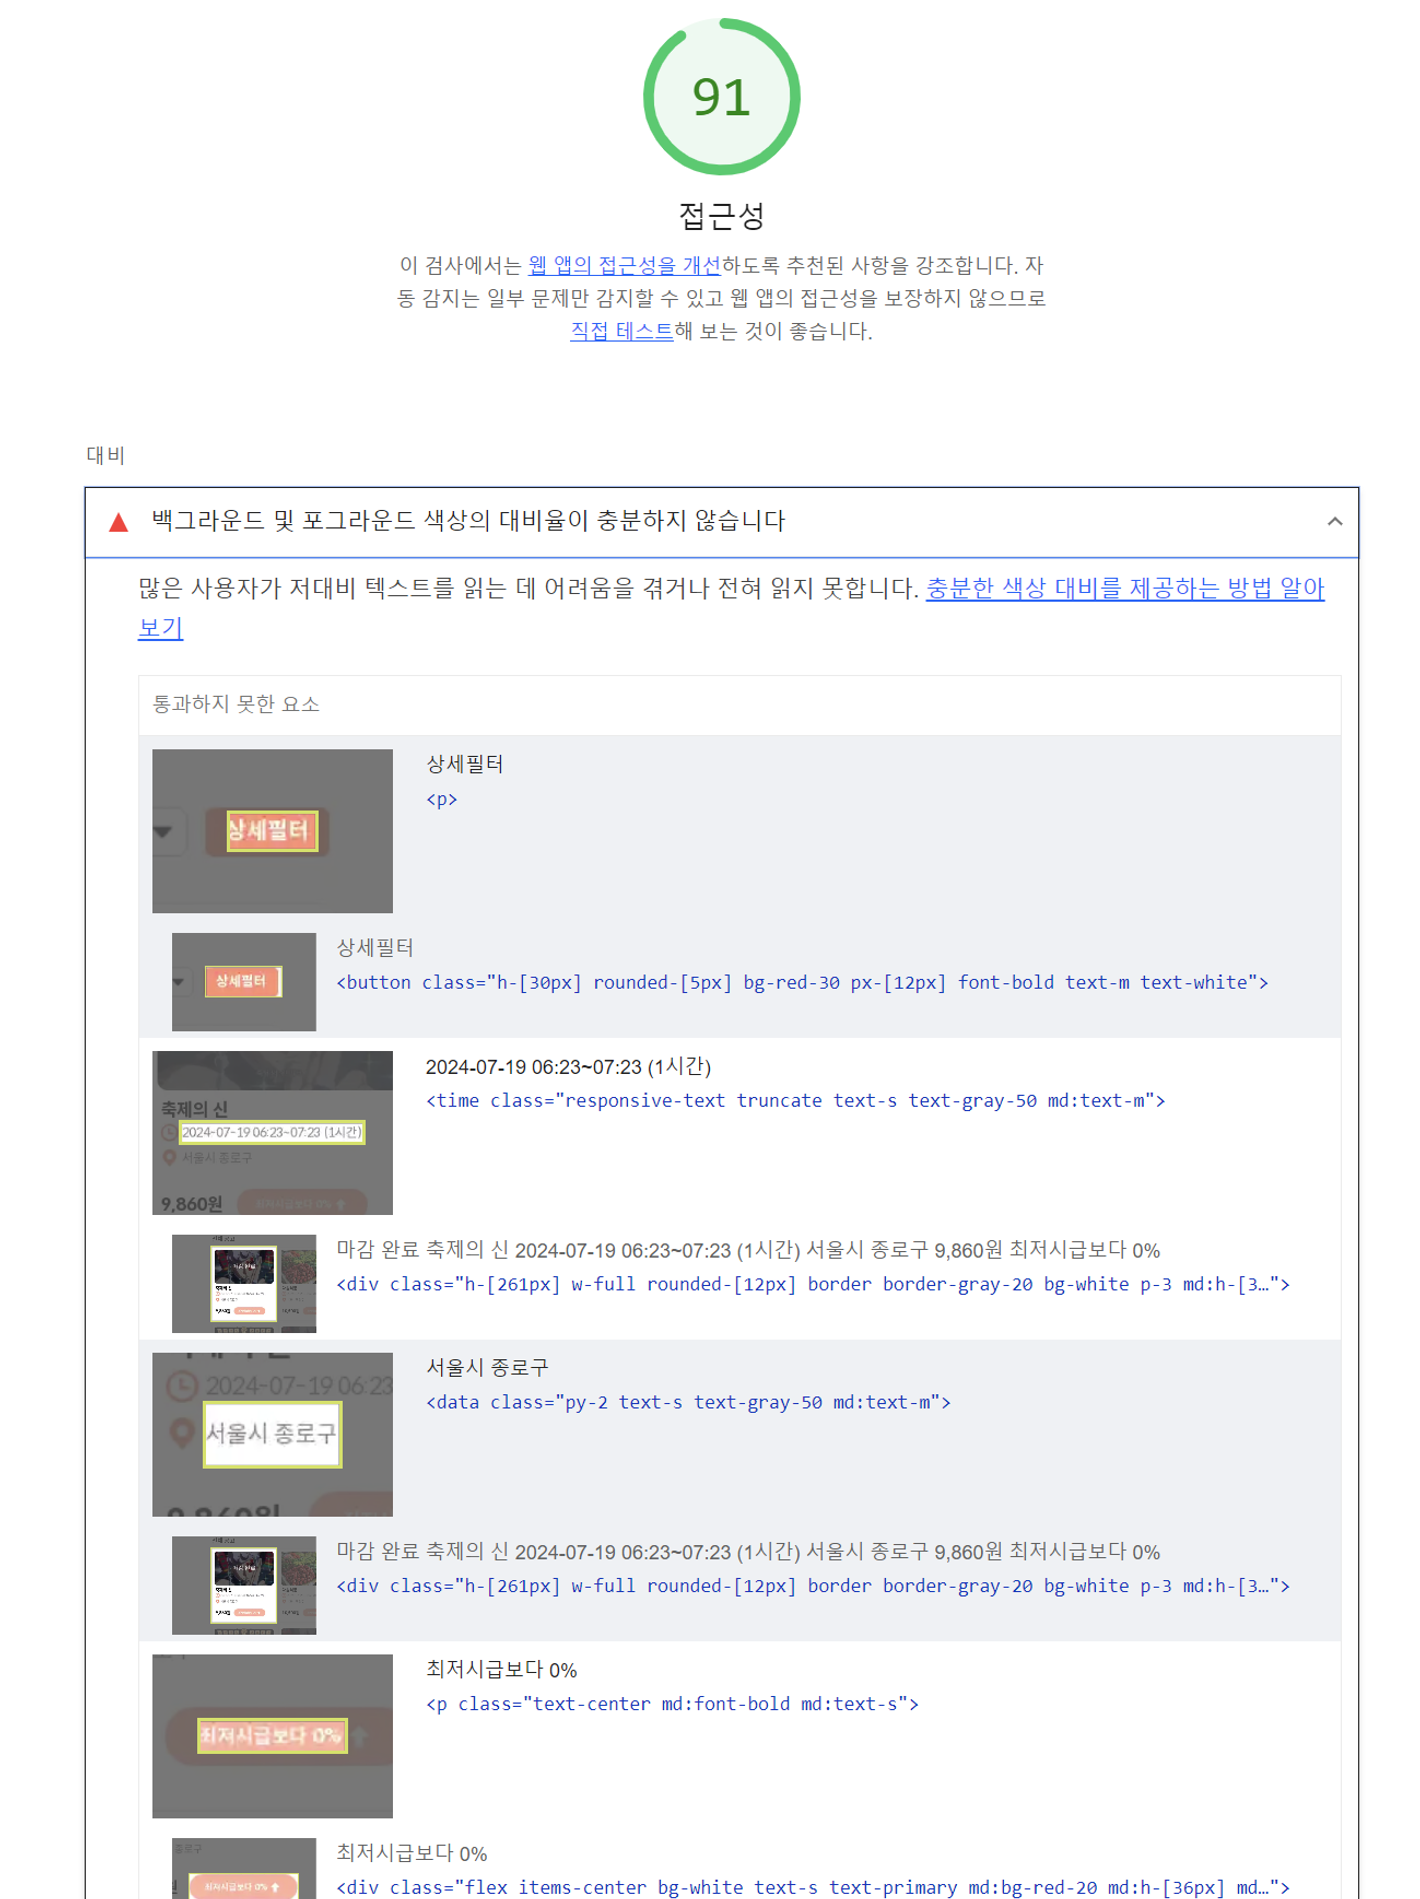 91
접근성
이 검사에서는 웹 앱의 접근성을 개선하도록 추천된 사항을 강조합니다. 자
동 감지는 일부 문제만 감지할 수 있고 웹 앱의 접근성을 보장하지 않으므로
직접 테스트해 보는 것이 좋습니다.
대비
백그라운드 및 포그라운드 색상의 대비율이 충분하지 않습니다
많은 사용자가 저대비 텍스트를 읽는 데 어려움을 겪거나 전혀 읽지 못합니다. 충분한 색상 대비를 제공하는 방법 알아
보기
통과하지 못한 요소
상세필터
상세필터
<p>
상세필터
상세필터
<button class="h-[30px] rounded-[5px] bg-red-30 px-[12px] font-bold text-m text-white">
축제의 신
2024-07-19 06:23~07:23 (1시간)
서울시 종로구
9,860원 최저시급보다 0%
2024-07-19 06:23~07:23 (1시간)
<time class="responsive-text truncate text-s text-gray-50 md:text-m">
마감 완료 축제의 신 2024-07-19 06:23~07:23 (1시간) 서울시 종로구 9,860원 최저시급보다 0%
<div class="h-[261px] w-full rounded-[12px] border border-gray-20 bg-white p-3 md:h-[3…">
2024-07-19 06:23
서울시 종로구
서울시 종로구
<data class="py-2 text-s text-gray-50 md:text-m">
마감 완료 축제의 신 2024-07-19 06:23~07:23 (1시간) 서울시 종로구 9,860원 최저시급보다 0%
<div class="h-[261px] w-full rounded-[12px] border border-gray-20 bg-white p-3 md:h-[3…">
최저시급보다 0%
최저시급보다 0%
<p class="text-center md:font-bold md:text-s">
종로구
최저시급보다 0%
최저시급보다 0%
<div class="flex items-center bg-white text-s text-primary md:bg-red-20 md:h-[36px] md…">